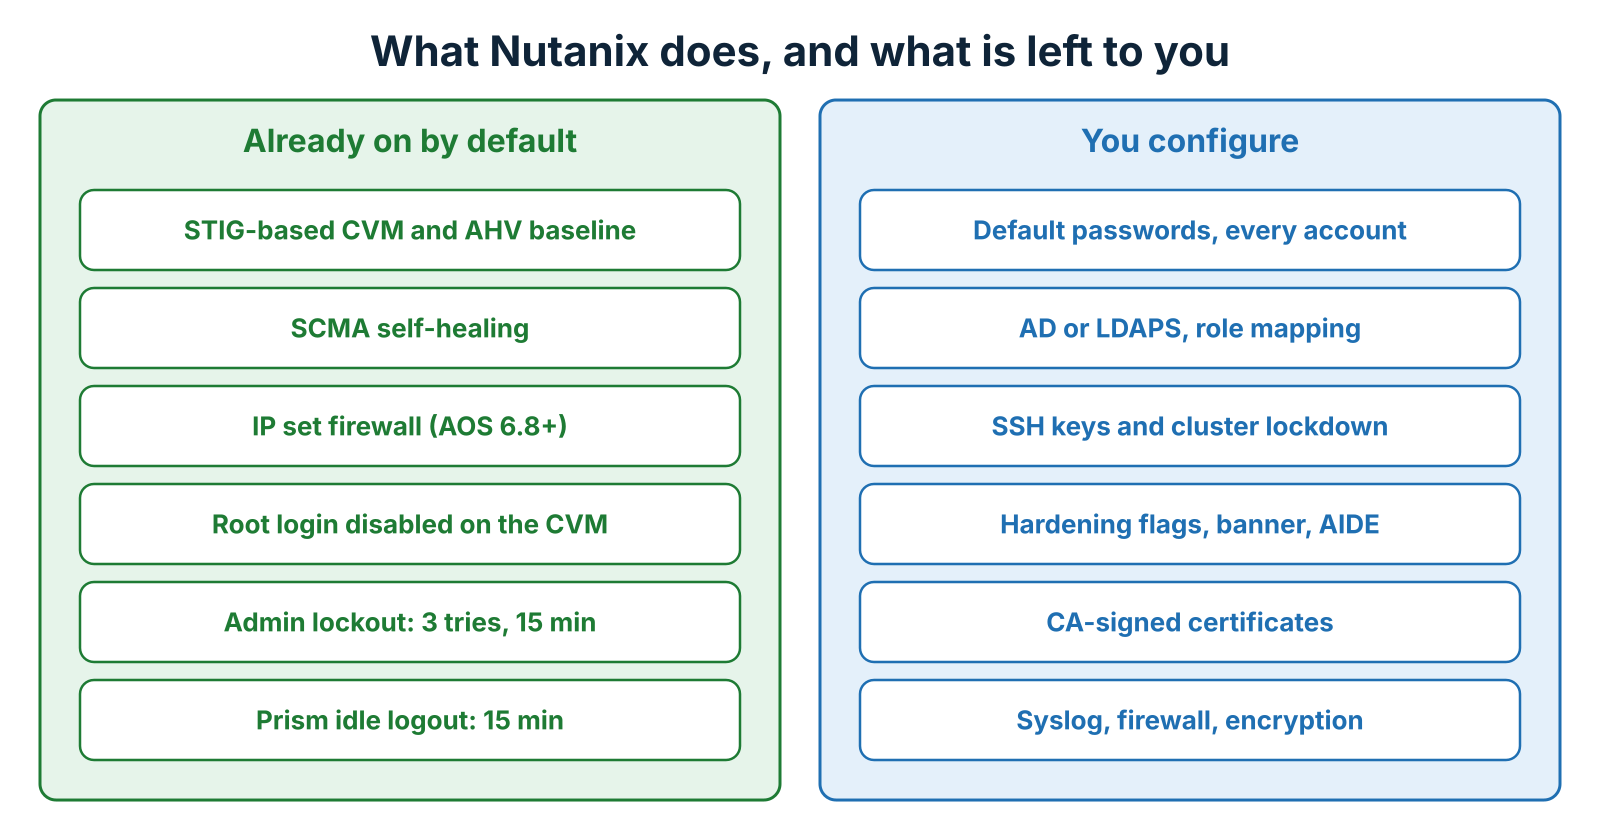 What Nutanix does, and what is left to you
Already on by default
STIG-based CVM and AHV baseline
SCMA self-healing
IP set firewall (AOS 6.8+)
Root login disabled on the CVM
Admin lockout: 3 tries, 15 min
Prism idle logout: 15 min
You configure
Default passwords, every account
AD or LDAPS, role mapping
SSH keys and cluster lockdown
Hardening flags, banner, AIDE
CA-signed certificates
Syslog, firewall, encryption